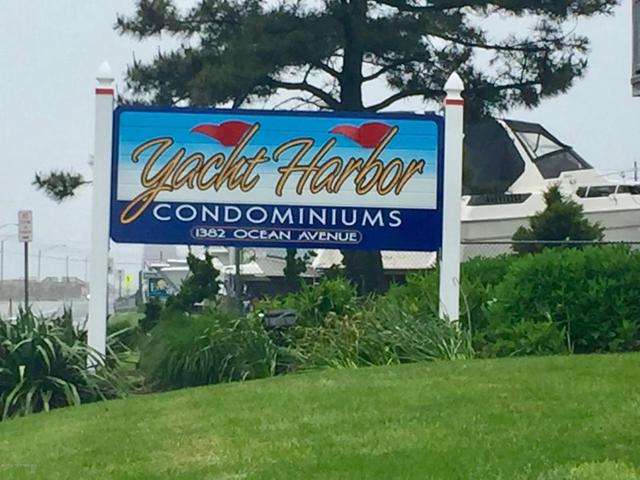 Yacht Harbor
CONDOMINIUMS
1382 OCEAN AVENUE